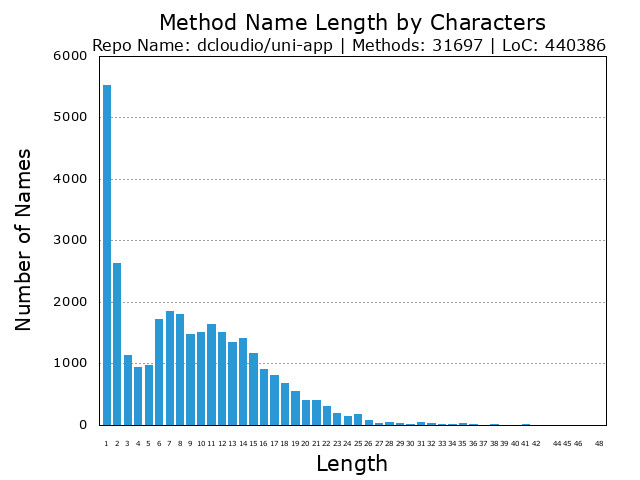 Method Name Length by Characters
Repo Name: dcloudio/uni-app | Methods: 31697 | LoC: 440386
6000
5000
4000
3000
2000
1000
0
Number of Names
1 2 3 4 5 6 7 8 9 10 11 12 13 14 15 16 17 18 19 20 21 22 23 24 25 26 27 28 29 30 31 32 33 34 35 36 37 38 39 40 41 42 44 45 46 48
Length